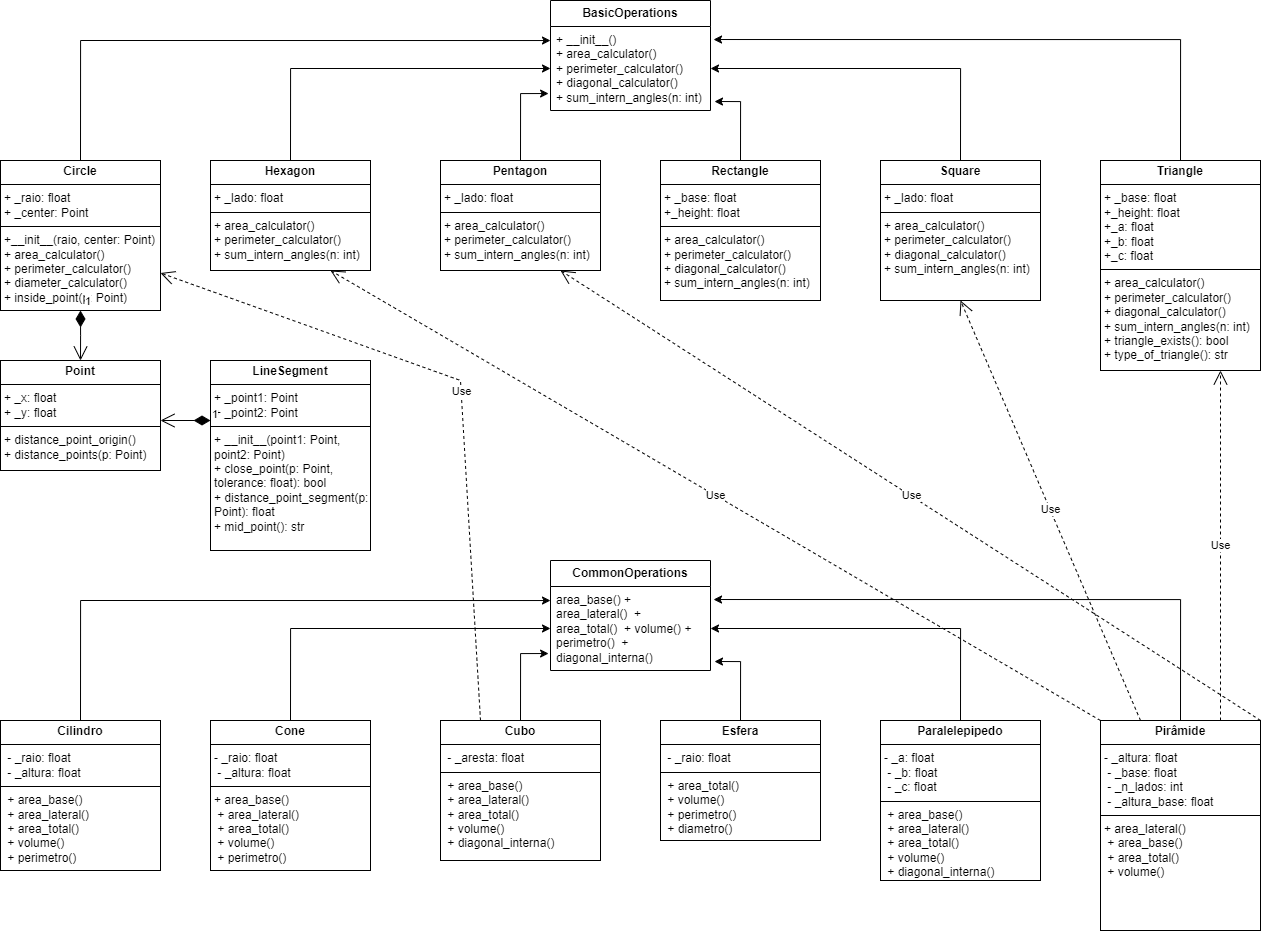 BasicOperations
+ __init__()
+ area_calculator()
+ perimeter_calculator()
+ diagonal_calculator()
+ sum_intern_angles(n: int)
Circle
+ _raio: float
+ _center: Point
+__init__(raio, center: Point)
+ area_calculator()
+ perimeter_calculator()
+ diameter_calculator()
+ inside_point( Point)
1
Hexagon
+ _lado: float
+ area_calculator()
+ perimeter_calculator()
+ sum_intern_angles(n: int)
Pentagon
+ _lado: float
+ area_calculator()
+ perimeter_calculator()
+ sum_intern_angles(n: int)
Rectangle
+ _base: float
+_height: float
+ area_calculator()
+ perimeter_calculator()
+ diagonal_calculator()
+ sum_intern_angles(n: int)
Square
+ _lado: float
+ area_calculator()
+ perimeter_calculator()
+ diagonal_calculator()
+ sum_intern_angles(n: int)
Triangle
+ _base: float
+_height: float
+_a: float
+_b: float
+_c: float
+ area_calculator()
+ perimeter_calculator()
+ diagonal_calculator()
+ sum_intern_angles(n: int)
+ triangle_exists(): bool
+ type_of_triangle(): str
Point
+ _x: float
+ _y: float
+ distance_point_origin()
+ distance_points(p: Point)
LineSegment
+ _point1: Point
_point2: Point
1
+ __init__(point1: Point,
point2: Point)
+ close_point(p: Point,
tolerance: float): bool
+ distance_point_segment(p:
Point): float
+ mid_point(): str
Use
Use
Use
Use
Use
CommonOperations
area_base() +
area_lateral() +
area_total() + volume() +
perimetro() +
diagonal_interna()
Cilindro
- _raio: float
- _altura: float
+ area_base()
+ area_lateral()
+ area_total()
+ volume()
+ perimetro()
Cone
- _raio: float
- _altura: float
+ area_base()
+ area_lateral()
+ area_total()
+ volume()
+ perimetro()
Cubo
- _aresta: float
+ area_base()
+ area_lateral()
+ area_total()
+ volume()
+ diagonal_interna()
Esfera
- _raio: float
+ area_total()
+ volume()
+ perimetro()
+ diametro()
Paralelepipedo
- _a: float
- _b: float
- _c: float
+ area_base()
+ area_lateral()
+ area_total()
+ volume()
+ diagonal_interna()
Pirâmide
- _altura: float
- _base: float
- _n_lados: int
- _altura_base: float
+ area_lateral()
+ area_base()
+ area_total()
+ volume()